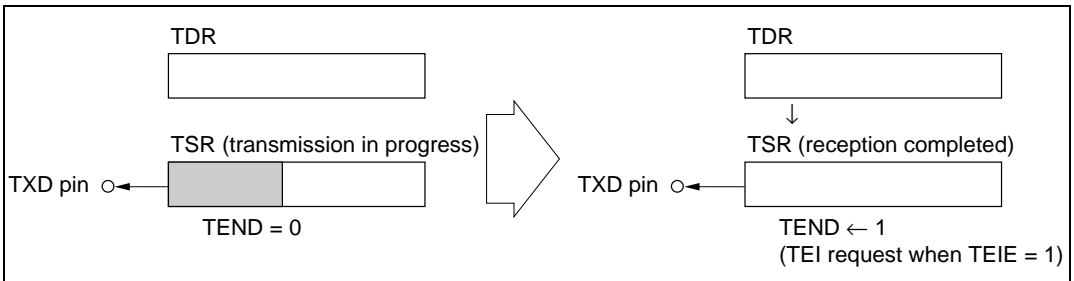 TDR
TSR (transmission in progress)
TXD pin
TEND = 0
TDR
↓
TSR (reception completed)
TXD pin
TEND ← 1
(TEI request when TEIE = 1)